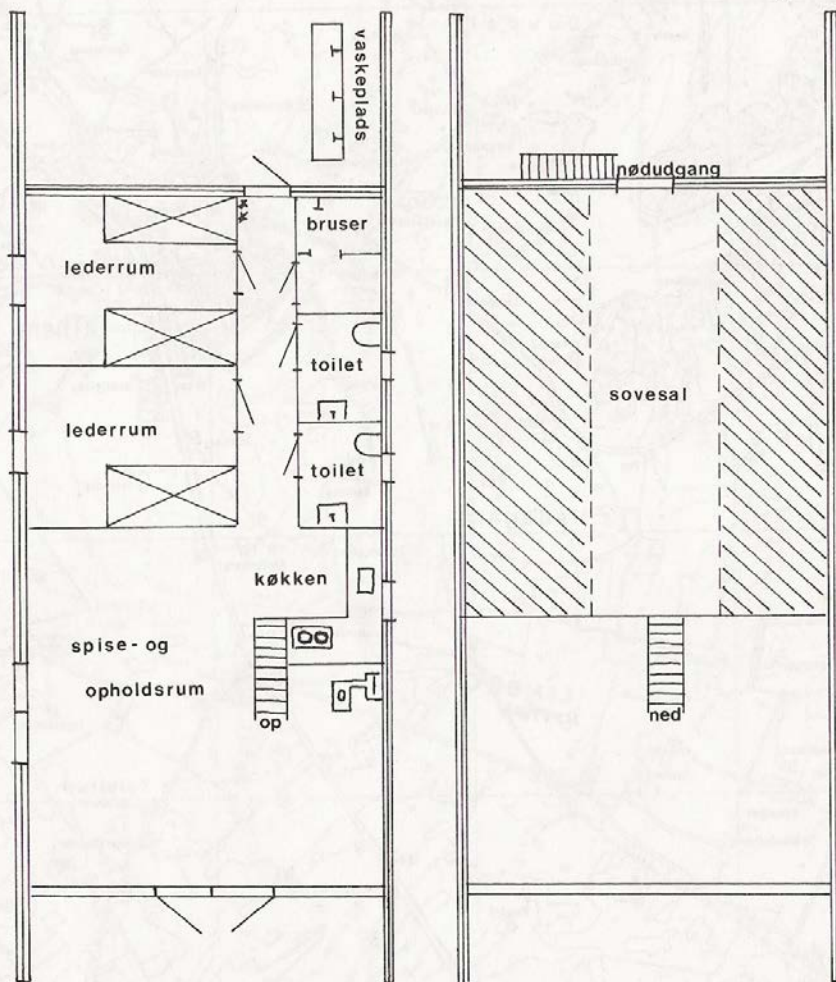 vaskeplads
bruser
lederrum
toilet
lederrum
toilet
køkken
spise- og
opholdsrum
op
nødudgang
sovesal
ned